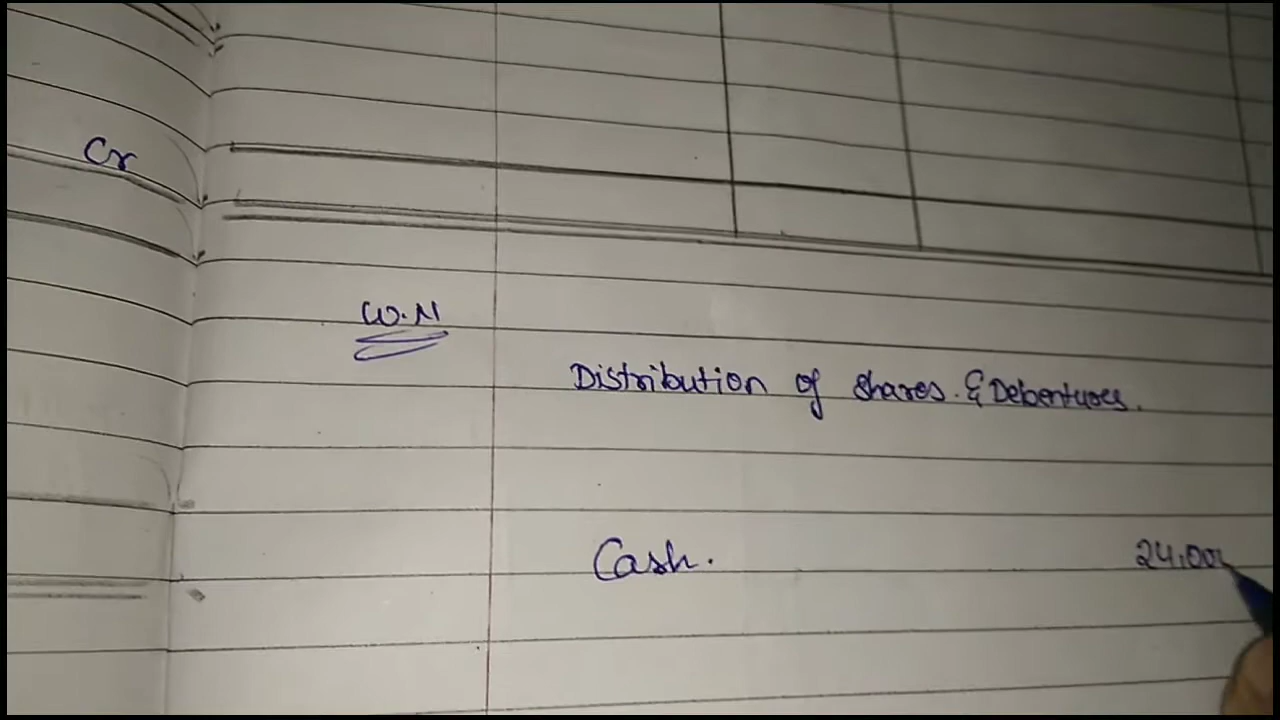 Cr
W.N
Distribution of shares. & Debentures.
Cash. 24,000